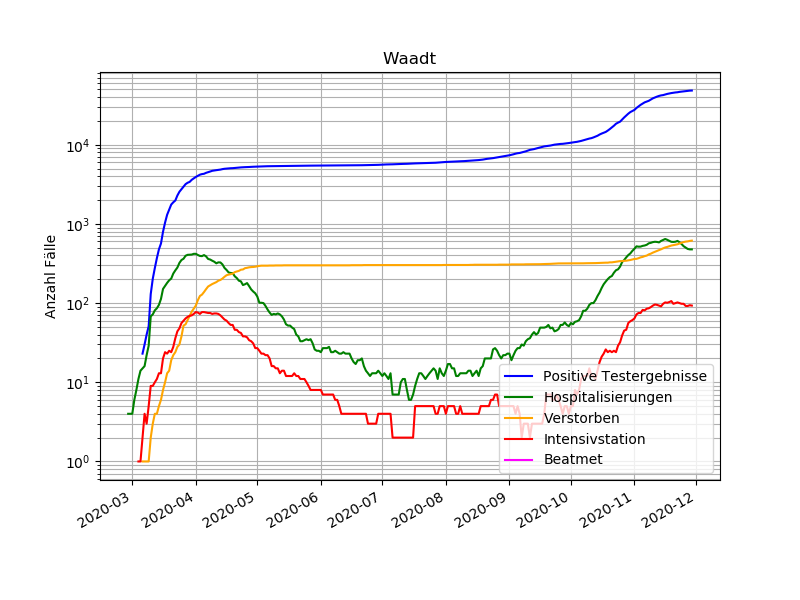 Waadt
Anzahl Fälle
10^4
10^3
10^2
10^1
10^0
Positive Testergebnisse
Hospitalisierungen
Verstorben
Intensivstation
Beatmet
2020-03
2020-04
2020-05
2020-06
2020-07
2020-08
2020-09
2020-10
2020-11
2020-12